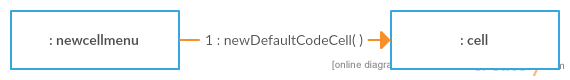 : newcellmenu 1 : newDefaultCodeCell( ) : cell
[online diagra